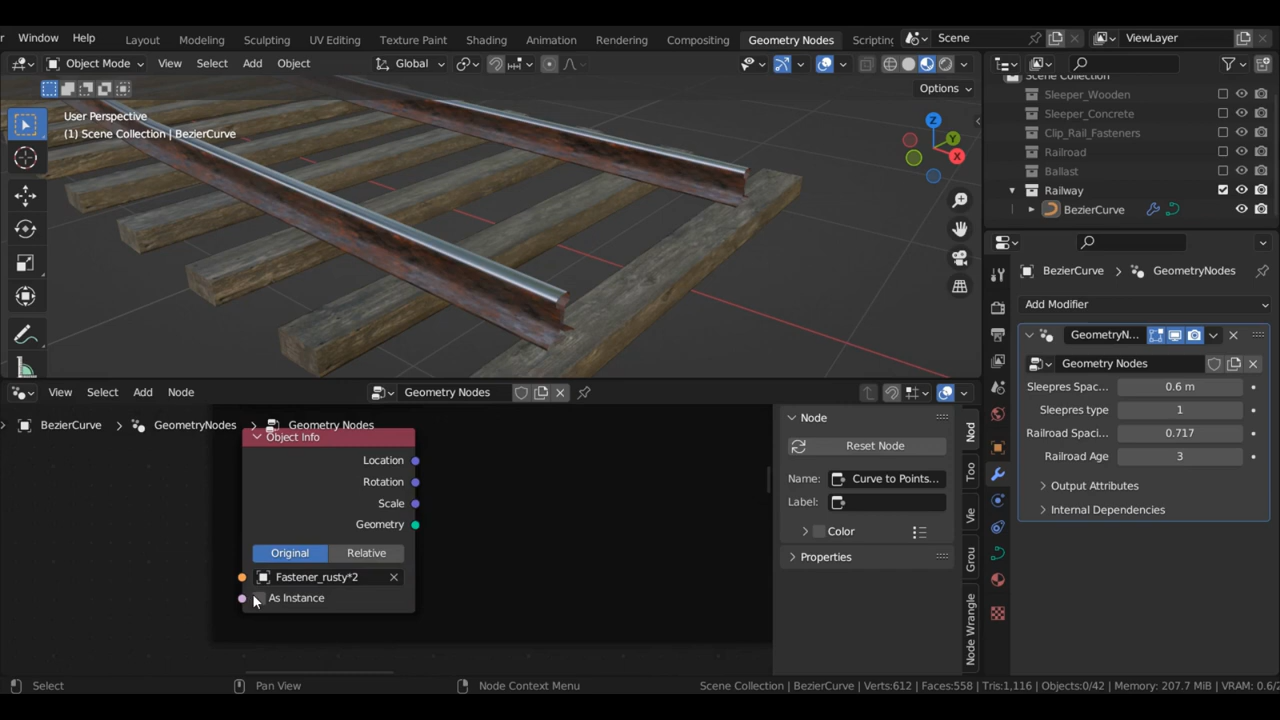 r Window Help Layout Modeling Sculpting UV Editing Texture Paint Shading Animation Rendering Compositing Geometry Nodes Scripting Scene ViewLayer
Object Mode View Select Add Object Global
Options
User Perspective
(1) Scene Collection | BezierCurve
Z
Y
X
Scene Collection
Sleeper_Wooden
Sleeper_Concrete
Clip_Rail_Fasteners
Railroad
Ballast
Railway
BezierCurve
BezierCurve GeometryNodes
Add Modifier
GeometryN...
Geometry Nodes
Sleepres Spac... 0.6 m
Sleepres type 1
Railroad Spaci... 0.717
Railroad Age 3
Output Attributes
Internal Dependencies
View Select Add Node Geometry Nodes
BezierCurve GeometryNodes Geometry Nodes
Object Info
Location
Rotation
Scale
Geometry
Original Relative
Fastener_rusty*2
As Instance
Node
Reset Node
Name: Curve to Points...
Label:
Color
Properties
Nod
Too
Vie
Grou
Node Wrangle
Select Pan View Node Context Menu Scene Collection | BezierCurve | Verts:612 | Faces:558 | Tris:1,116 | Objects:0/42 | Memory: 207.7 MiB | VRAM: 0.6/